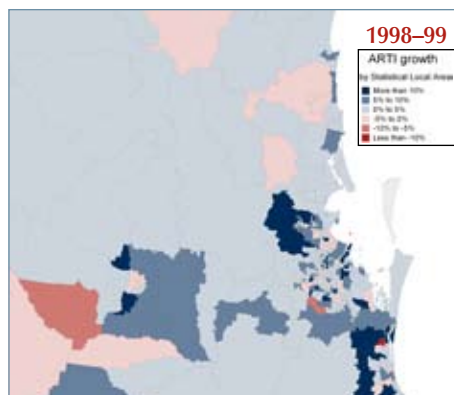 1998–99
ARTI growth
by Statistical Local Areas
More than 10%
5% to 10%
0% to 5%
-5% to 0%
-10% to -5%
Less than -10%